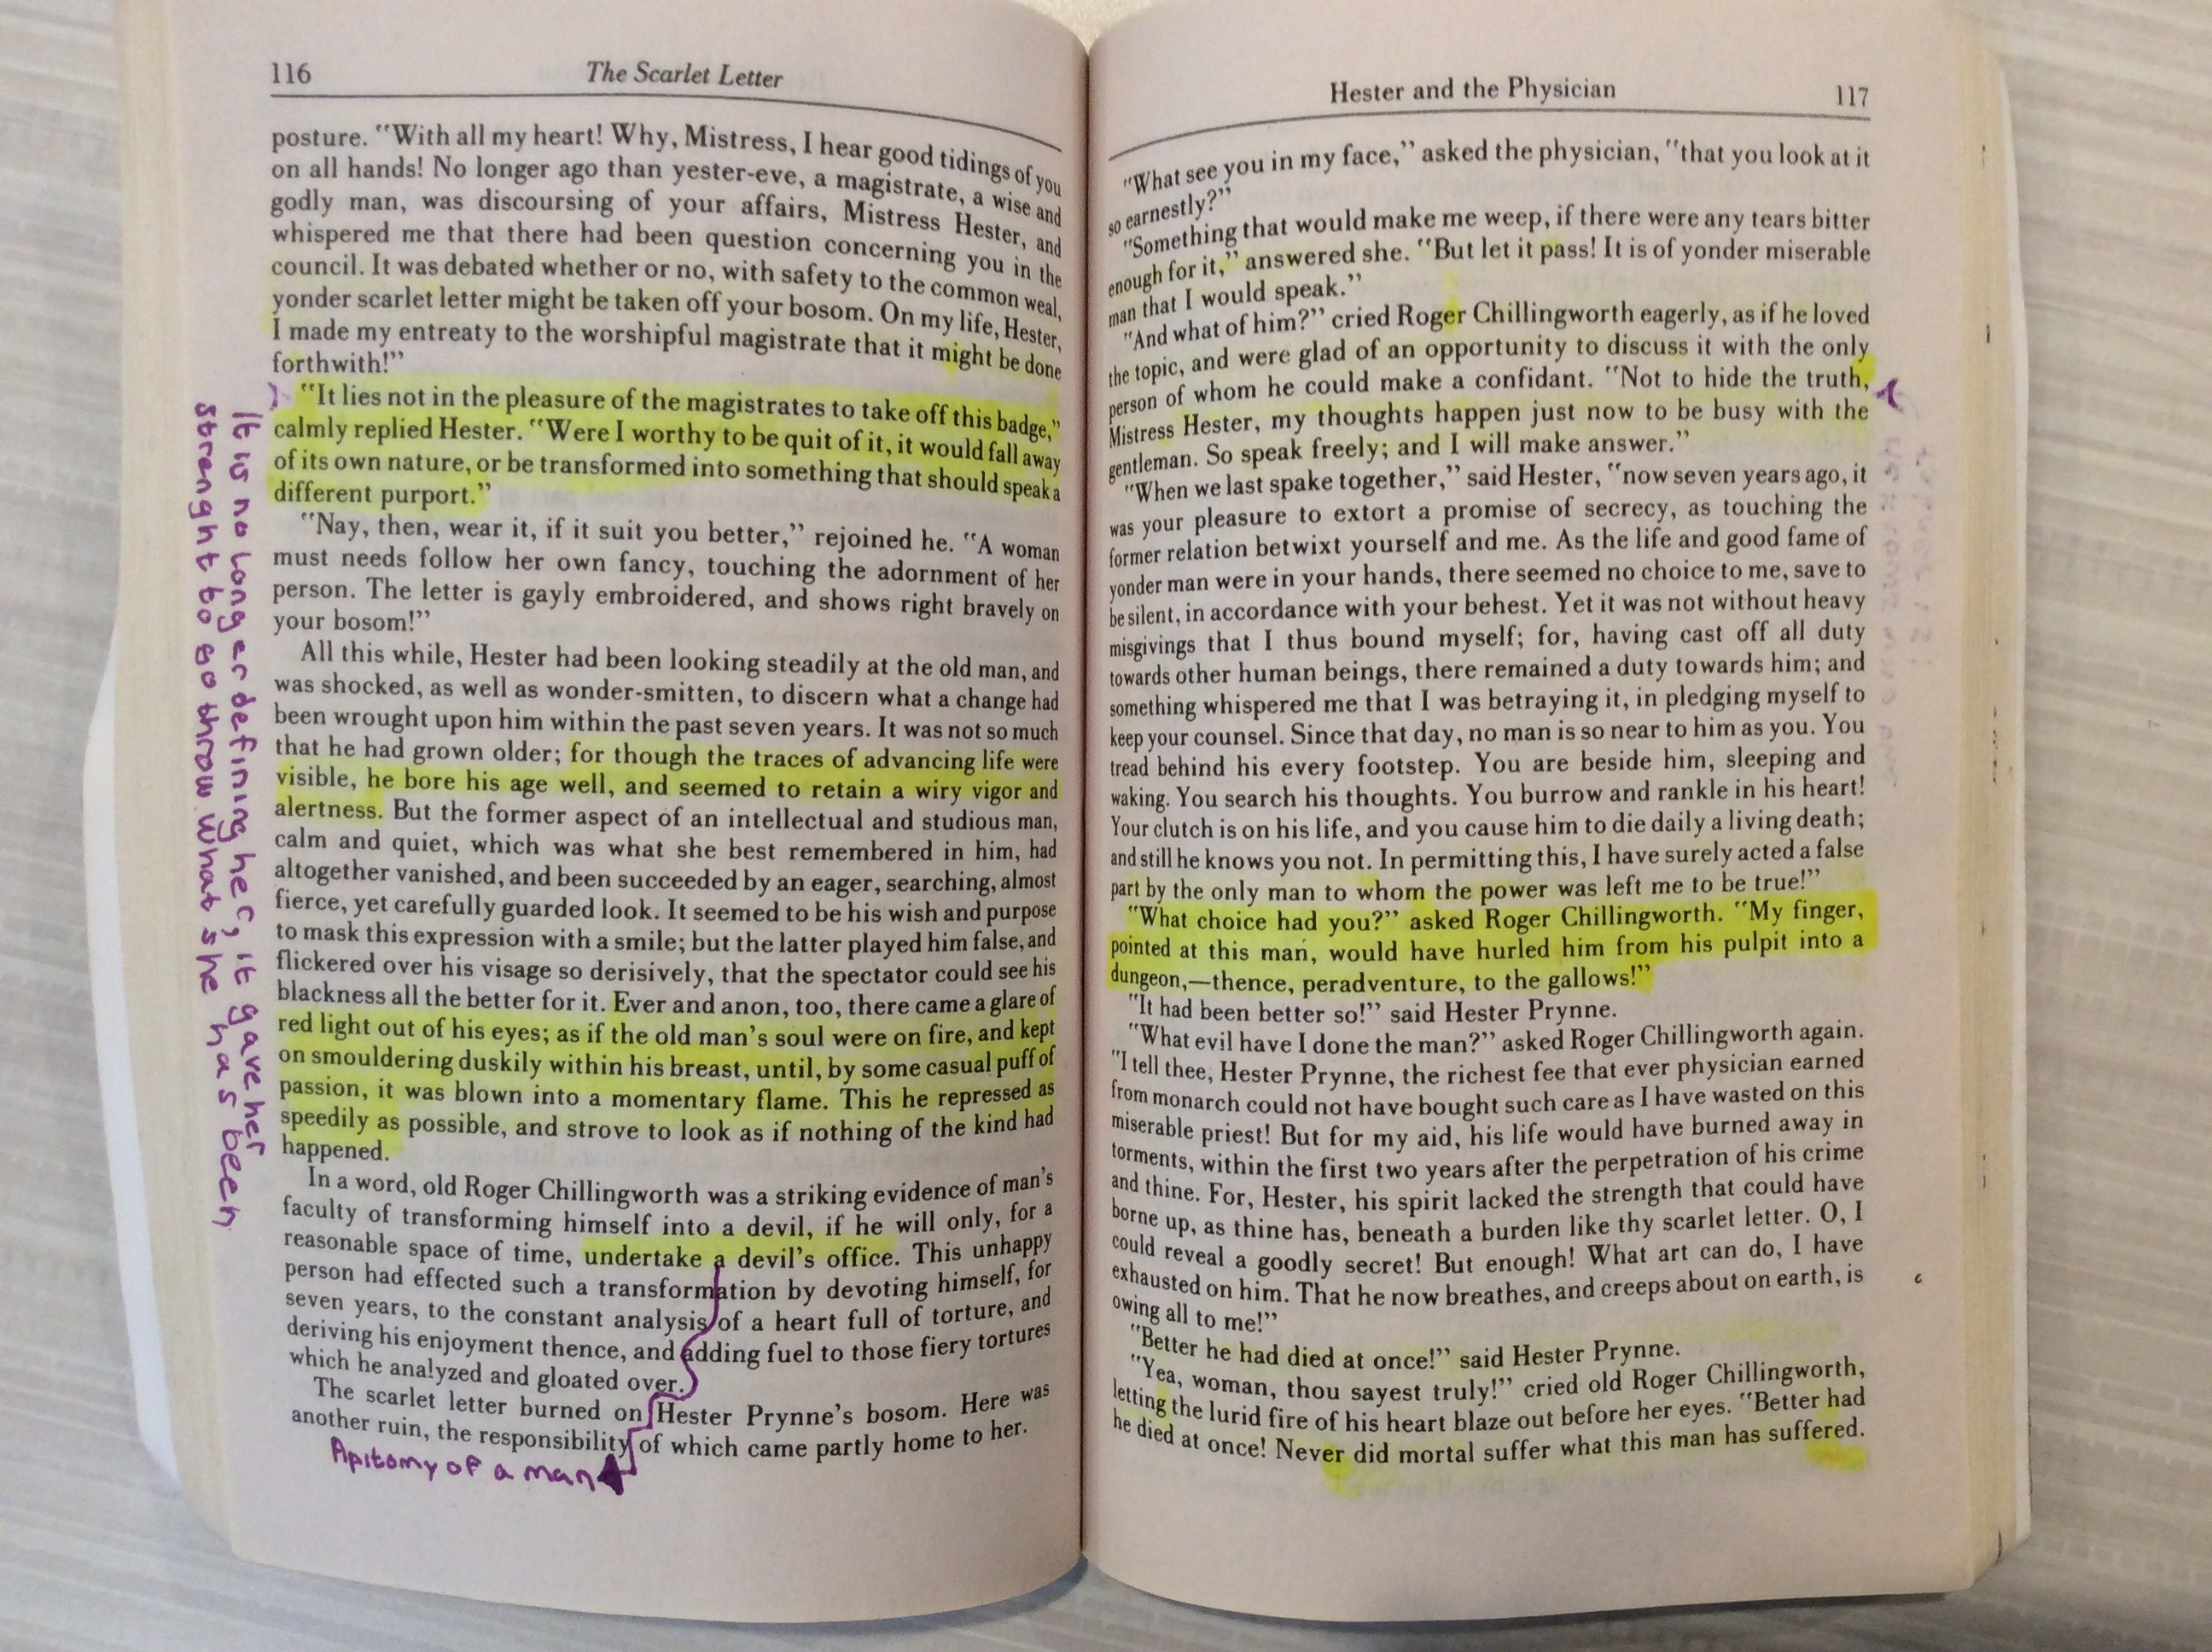 116
The Scarlet Letter
posture. "With all my heart! Why, Mistress, I hear good tidings of you
on all hands! No longer ago than yester-eve, a magistrate, a wise and
godly man, was discoursing of your affairs, Mistress Hester, and
whispered me that there had been question concerning you in the
council. It was debated whether or no, with safety to the common weal,
yonder scarlet letter might be taken off your bosom. On my life, Hester,
I made my entreaty to the worshipful magistrate that it might be done
forthwith!"
"It lies not in the pleasure of the magistrates to take off this badge,"
calmly replied Hester. "Were I worthy to be quit of it, it would fall away
of its own nature, or be transformed into something that should speak a
different purport."
"Nay, then, wear it, if it suit you better," rejoined he. "A woman
must needs follow her own fancy, touching the adornment of her
person. The letter is gayly embroidered, and shows right bravely on
your bosom!"
All this while, Hester had been looking steadily at the old man, and
was shocked, as well as wonder-smitten, to discern what a change had
been wrought upon him within the past seven years. It was not so much
that he had grown older; for though the traces of advancing life were
visible, he bore his age well, and seemed to retain a wiry vigor and
alertness. But the former aspect of an intellectual and studious man,
calm and quiet, which was what she best remembered in him, had
altogether vanished, and been succeeded by an eager, searching, almost
fierce, yet carefully guarded look. It seemed to be his wish and purpose
to mask this expression with a smile; but the latter played him false, and
flickered over his visage so derisively, that the spectator could see his
blackness all the better for it. Ever and anon, too, there came a glare of
red light out of his eyes; as if the old man's soul were on fire, and kept
on smouldering duskily within his breast, until, by some casual puff of
passion, it was blown into a momentary flame. This he repressed as
speedily as possible, and strove to look as if nothing of the kind had
happened.
In a word, old Roger Chillingworth was a striking evidence of man's
faculty of transforming himself into a devil, if he will only, for a
reasonable space of time, undertake a devil's office. This unhappy
person had effected such a transformation by devoting himself, for
seven years, to the constant analysis of a heart full of torture, and
deriving his enjoyment thence, and adding fuel to those fiery tortures
which he analyzed and gloated over.
The scarlet letter burned on Hester Prynne's bosom. Here was
another ruin, the responsibility of which came partly home to her.
Apitomy of a man
It is no longer defining her, it gave her
strenght to go throw what she has been
Hester and the Physician
117
"What see you in my face," asked the physician, "that you look at it
so earnestly?"
"Something that would make me weep, if there were any tears bitter
enough for it," answered she. "But let it pass! It is of yonder miserable
man that I would speak."
"And what of him?" cried Roger Chillingworth eagerly, as if he loved
the topic, and were glad of an opportunity to discuss it with the only
person of whom he could make a confidant. "Not to hide the truth,
Mistress Hester, my thoughts happen just now to be busy with the
gentleman. So speak freely; and I will make answer."
"When we last spake together," said Hester, "now seven years ago, it
was your pleasure to extort a promise of secrecy, as touching the
former relation betwixt yourself and me. As the life and good fame of
yonder man were in your hands, there seemed no choice to me, save to
be silent, in accordance with your behest. Yet it was not without heavy
misgivings that I thus bound myself; for, having cast off all duty
towards other human beings, there remained a duty towards him; and
something whispered me that I was betraying it, in pledging myself to
keep your counsel. Since that day, no man is so near to him as you. You
tread behind his every footstep. You are beside him, sleeping and
waking. You search his thoughts. You burrow and rankle in his heart!
Your clutch is on his life, and you cause him to die daily a living death;
and still he knows you not. In permitting this, I have surely acted a false
part by the only man to whom the power was left me to be true!"
"What choice had you?" asked Roger Chillingworth. "My finger,
pointed at this man, would have hurled him from his pulpit into a
dungeon,—thence, peradventure, to the gallows!"
"It had been better so!" said Hester Prynne.
"What evil have I done the man?" asked Roger Chillingworth again.
"I tell thee, Hester Prynne, the richest fee that ever physician earned
from monarch could not have bought such care as I have wasted on this
miserable priest! But for my aid, his life would have burned away in
torments, within the first two years after the perpetration of his crime
and thine. For, Hester, his spirit lacked the strength that could have
borne up, as thine has, beneath a burden like thy scarlet letter. O, I
could reveal a goodly secret! But enough! What art can do, I have
exhausted on him. That he now breathes, and creeps about on earth, is
owing all to me!"
"Better he had died at once!" said Hester Prynne.
"Yea, woman, thou sayest truly!" cried old Roger Chillingworth,
letting the lurid fire of his heart blaze out before her eyes. "Better had
he died at once! Never did mortal suffer what this man has suffered.